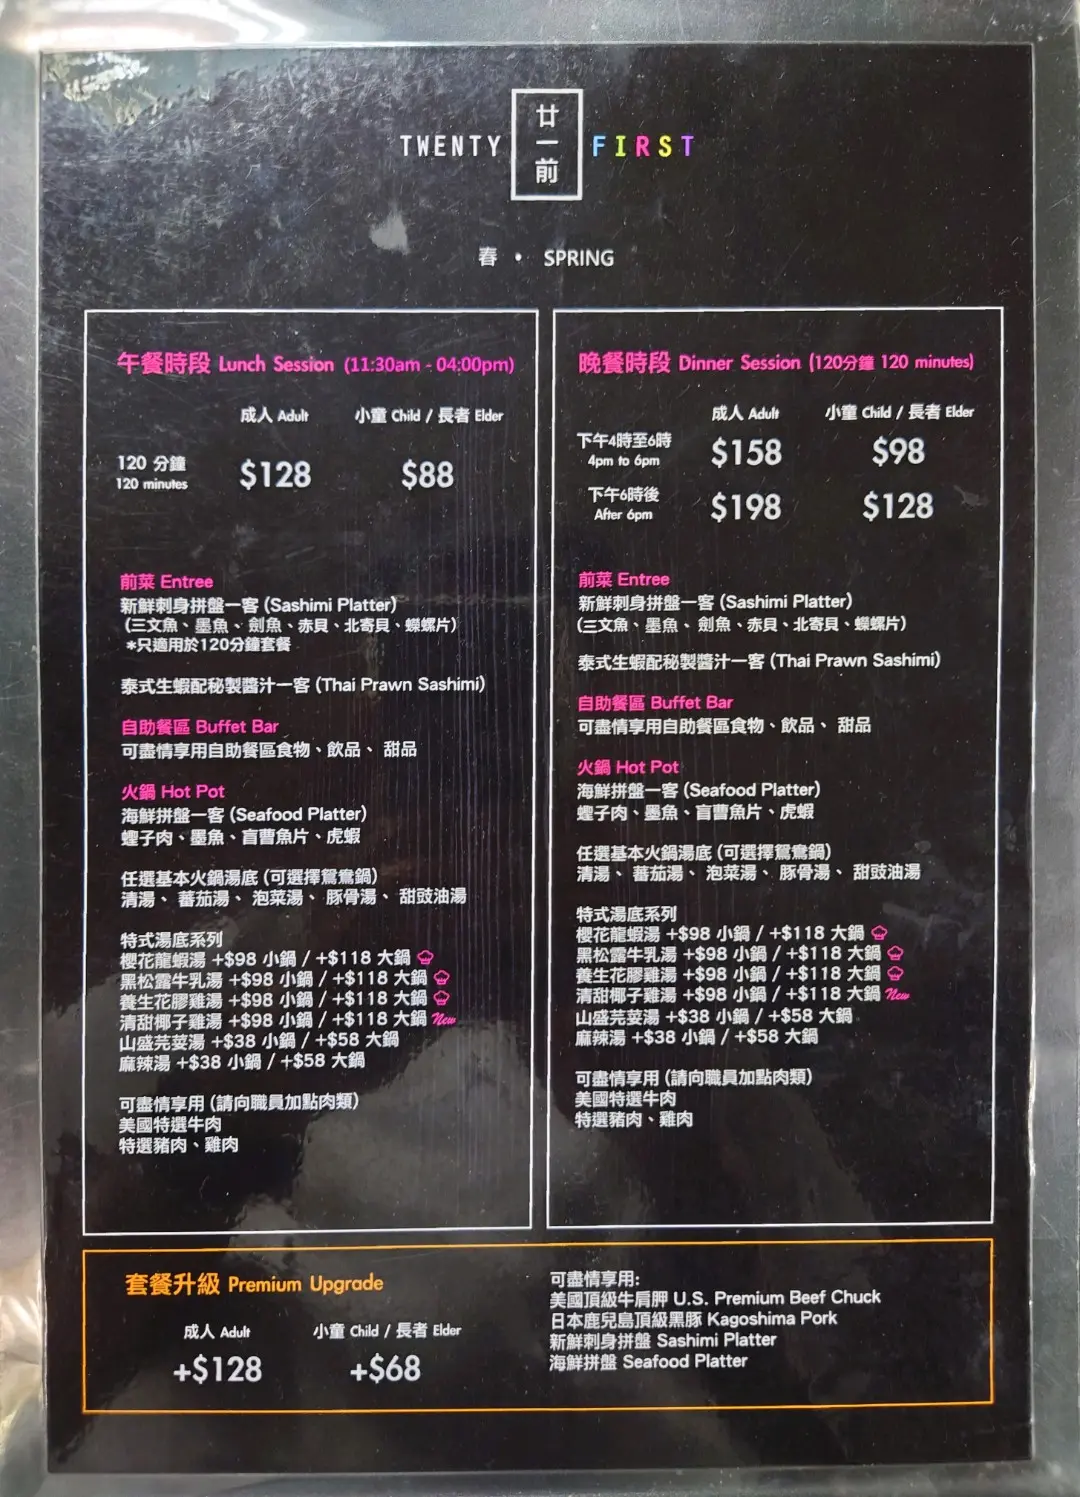 TWENTY 廿一前 FIRST
春 • SPRING
午餐時段 Lunch Session (11:30am - 04:00pm)
成人 Adult 小童 Child / 長者 Elder
120 分鐘
120 minutes
$128 $88
前菜 Entree
新鮮刺身拼盤一客 (Sashimi Platter)
(三文魚、墨魚、劍魚、赤貝、北寄貝、蠑螺片)
*只適用於120分鐘套餐
泰式生蝦配秘製醬汁一客 (Thai Prawn Sashimi)
自助餐區 Buffet Bar
可盡情享用自助餐區食物、飲品、 甜品
火鍋 Hot Pot
海鮮拼盤一客 (Seafood Platter)
蟶子肉、墨魚、盲曹魚片、虎蝦
任選基本火鍋湯底 (可選擇鴛鴦鍋)
清湯、 蕃茄湯、 泡菜湯、 豚骨湯、 甜豉油湯
特式湯底系列
櫻花龍蝦湯 +$98 小鍋 / +$118 大鍋
黑松露牛乳湯 +$98 小鍋 / +$118 大鍋
養生花膠雞湯 +$98 小鍋 / +$118 大鍋
清甜椰子雞湯 +$98 小鍋 / +$118 大鍋 New
山盛芫荽湯 +$38 小鍋 / +$58 大鍋
麻辣湯 +$38 小鍋 / +$58 大鍋
可盡情享用 (請向職員加點肉類)
美國特選牛肉
特選豬肉、雞肉
晚餐時段 Dinner Session (120分鐘 120 minutes)
成人 Adult 小童 Child / 長者 Elder
下午4時至6時
4pm to 6pm
$158 $98
下午6時後
After 6pm
$198 $128
前菜 Entree
新鮮刺身拼盤一客 (Sashimi Platter)
(三文魚、墨魚、 劍魚、赤貝、北寄貝、蠑螺片)
泰式生蝦配秘製醬汁一客 (Thai Prawn Sashimi)
自助餐區 Buffet Bar
可盡情享用自助餐區食物、飲品、 甜品
火鍋 Hot Pot
海鮮拼盤一客 (Seafood Platter)
蟶子肉、墨魚、盲曹魚片、虎蝦
任選基本火鍋湯底 (可選擇鴛鴦鍋)
清湯、 蕃茄湯、 泡菜湯、 豚骨湯、 甜豉油湯
特式湯底系列
櫻花龍蝦湯 +$98 小鍋 / +$118 大鍋
黑松露牛乳湯 +$98 小鍋 / +$118 大鍋
養生花膠雞湯 +$98 小鍋 / +$118 大鍋
清甜椰子雞湯 +$98 小鍋 / +$118 大鍋 New
山盛芫荽湯 +$38 小鍋 / +$58 大鍋
麻辣湯 +$38 小鍋 / +$58 大鍋
可盡情享用 (請向職員加點肉類)
美國特選牛肉
特選豬肉、雞肉
套餐升級 Premium Upgrade
成人 Adult 小童 Child / 長者 Elder
+$128 +$68
可盡情享用:
美國頂級牛肩胛 U.S. Premium Beef Chuck
日本鹿兒島頂級黑豚 Kagoshima Pork
新鮮刺身拼盤 Sashimi Platter
海鮮拼盤 Seafood Platter